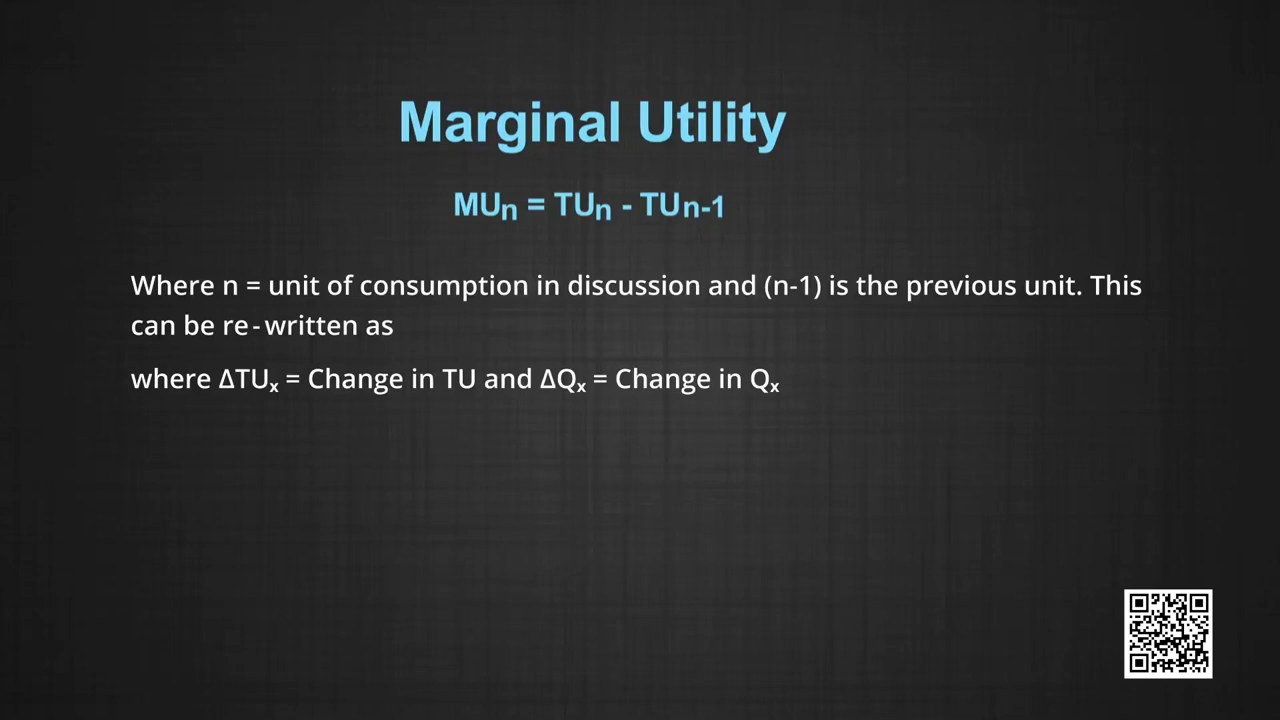 Marginal Utility
MUn = TUn - TUn-1
Where n = unit of consumption in discussion and (n-1) is the previous unit. This
can be re-written as
where ΔTUx = Change in TU and ΔQx = Change in Qx